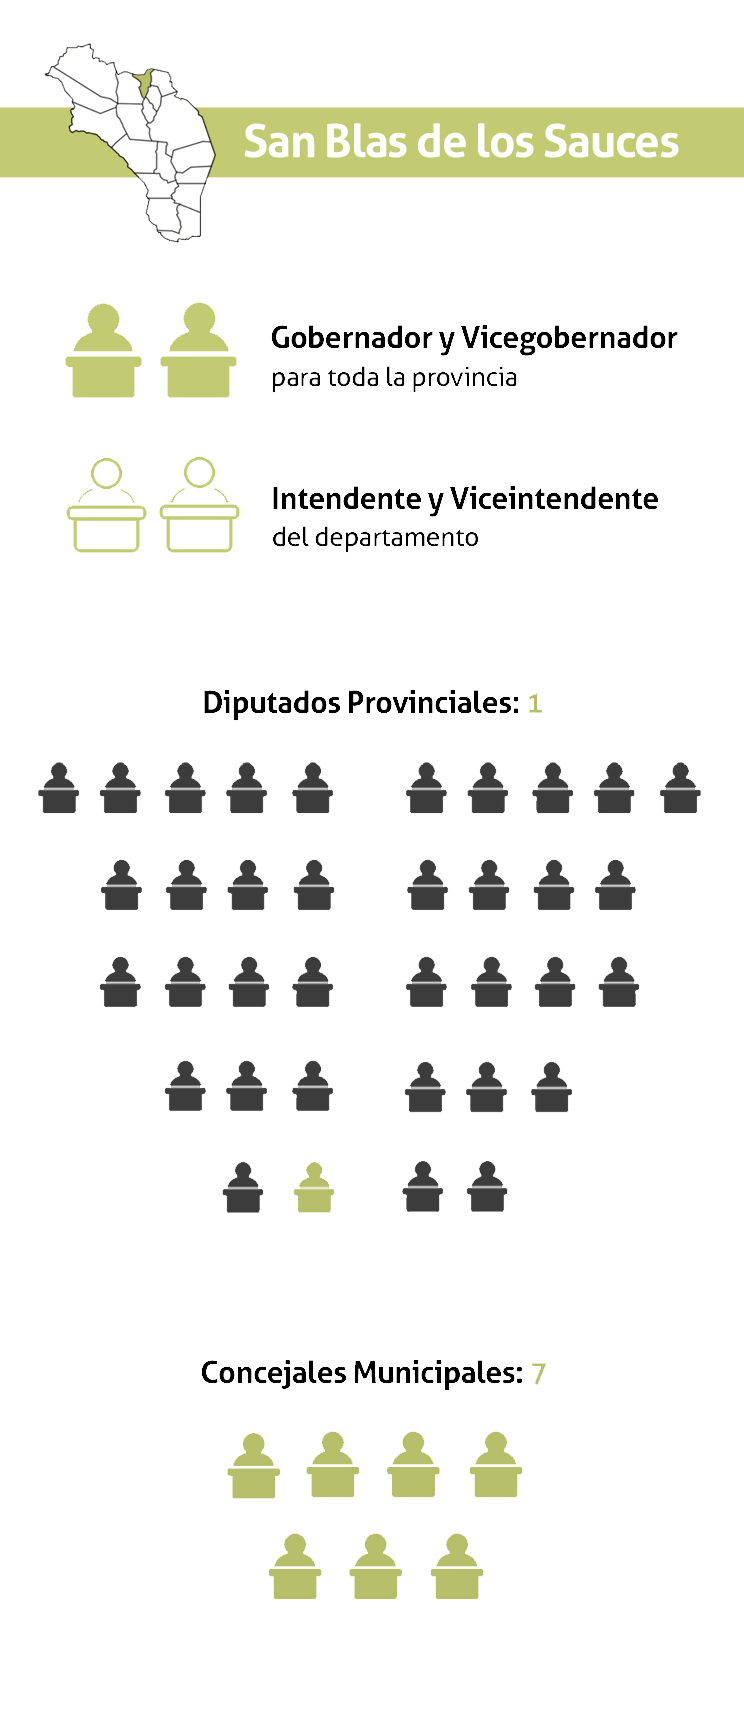 San Blas de los Sauces
Gobernador y Vicegobernador
para toda la provincia
Intendente y Viceintendente
del departamento
Diputados Provinciales: 1
Concejales Municipales: 7